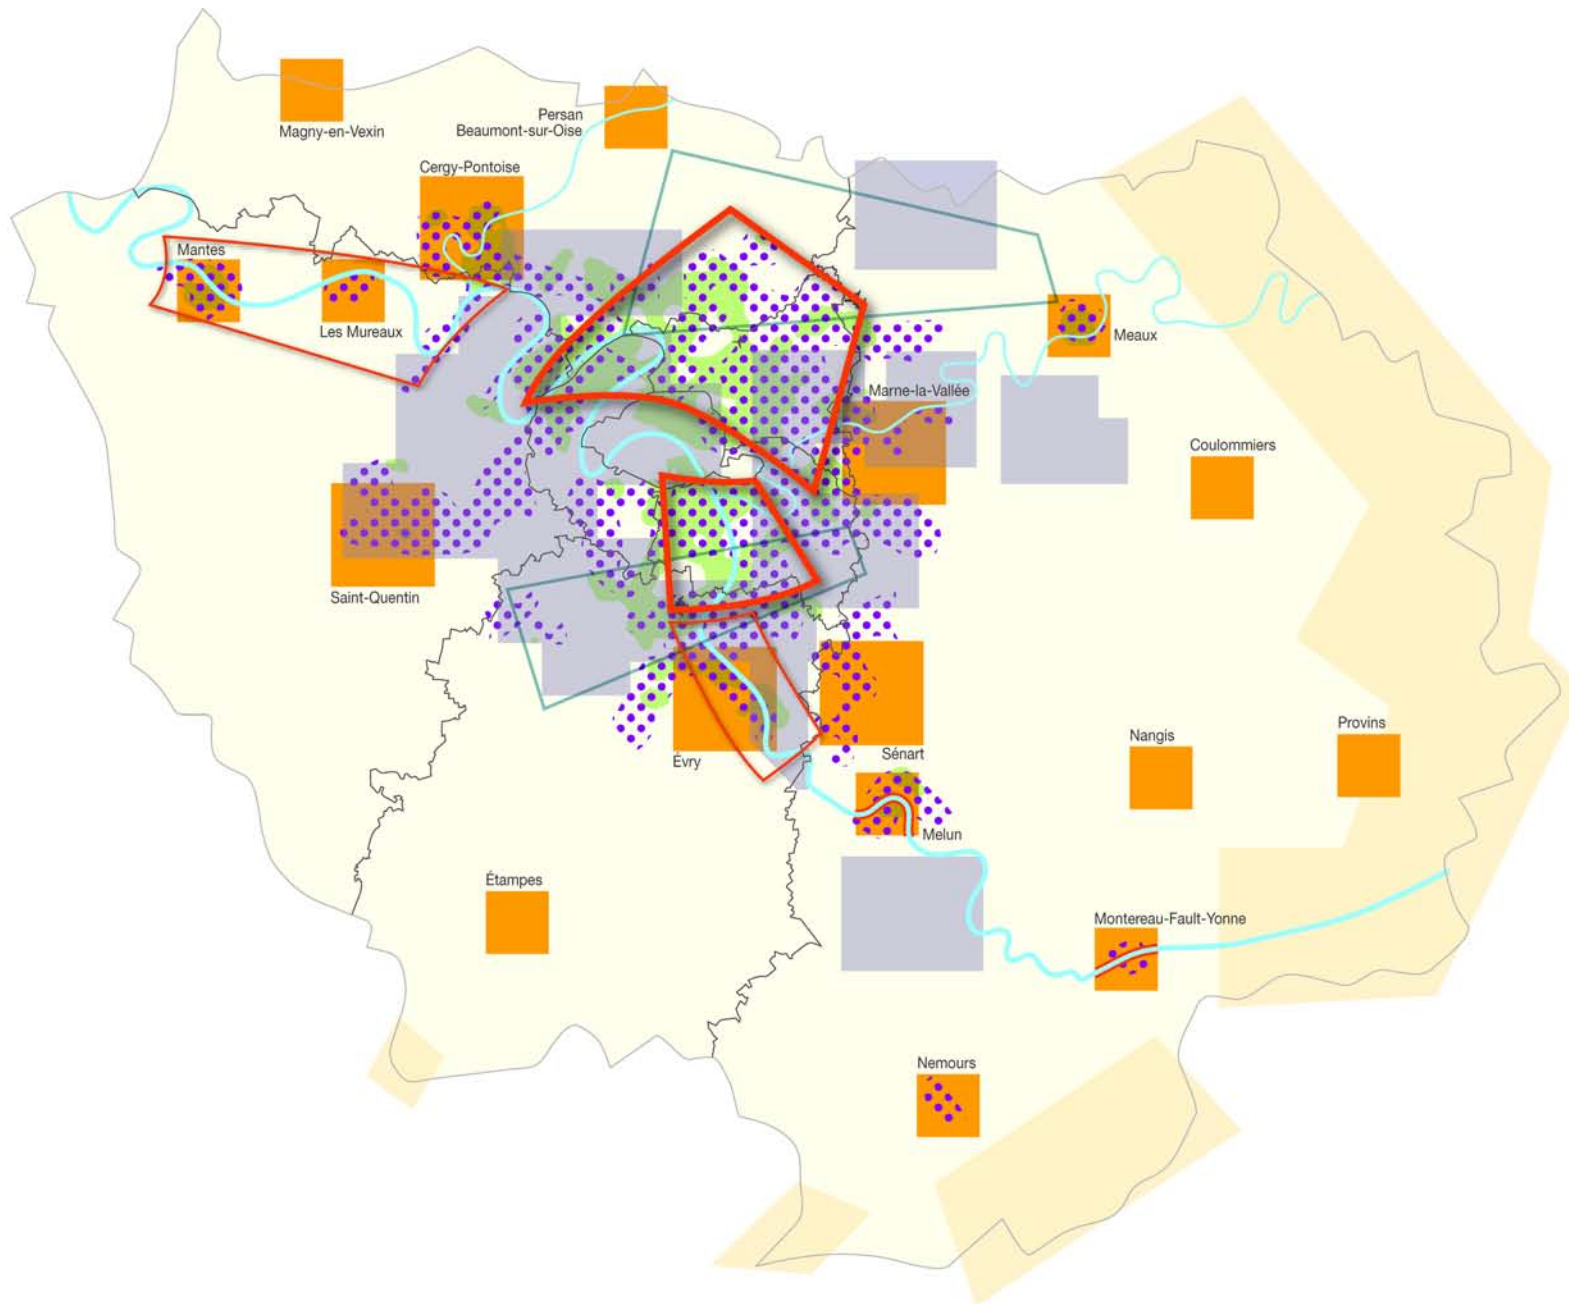 Magny-en-Vexin
Persan
Beaumont-sur-Oise
Cergy-Pontoise
Mantes
Les Mureaux
Meaux
Marne-la-Vallée
Coulommiers
Saint-Quentin
Évry
Sénart
Nangis
Provins
Melun
Étampes
Montereau-Fault-Yonne
Nemours